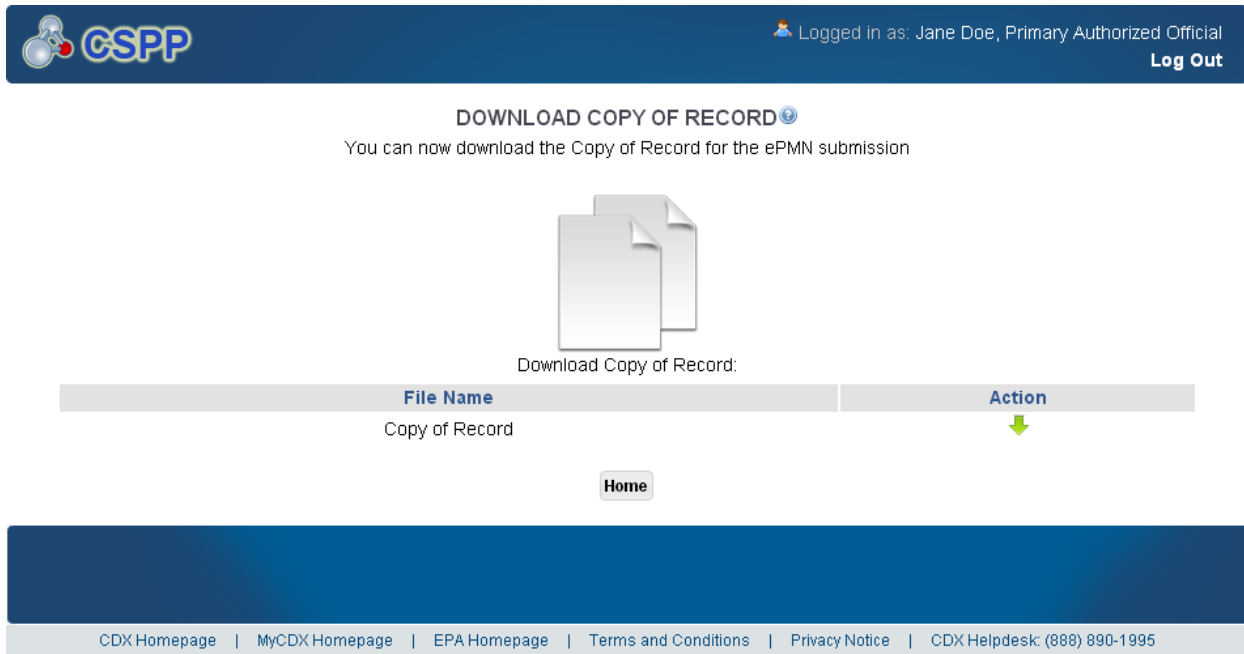 CSPP
Logged in as: Jane Doe, Primary Authorized Official
Log Out
DOWNLOAD COPY OF RECORD
You can now download the Copy of Record for the ePMN submission
Download Copy of Record:
File Name Action
Copy of Record
Home
CDX Homepage | MyCDX Homepage | EPA Homepage | Terms and Conditions | Privacy Notice | CDX Helpdesk: (888) 890-1995